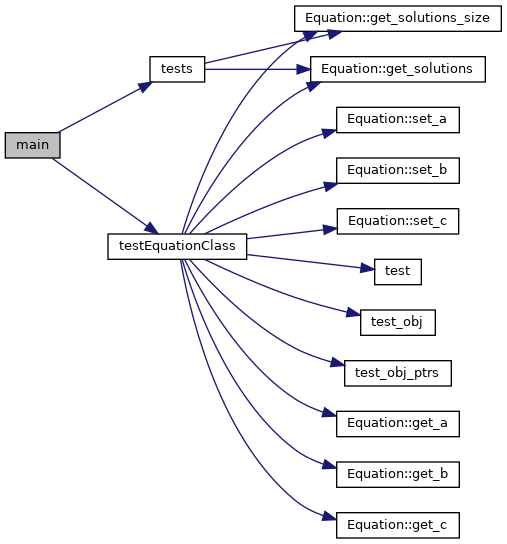 Equation::get_solutions_size
tests
Equation::get_solutions
Equation::set_a
main
Equation::set_b
Equation::set_c
testEquationClass
test
test_obj
test_obj_ptrs
Equation::get_a
Equation::get_b
Equation::get_c